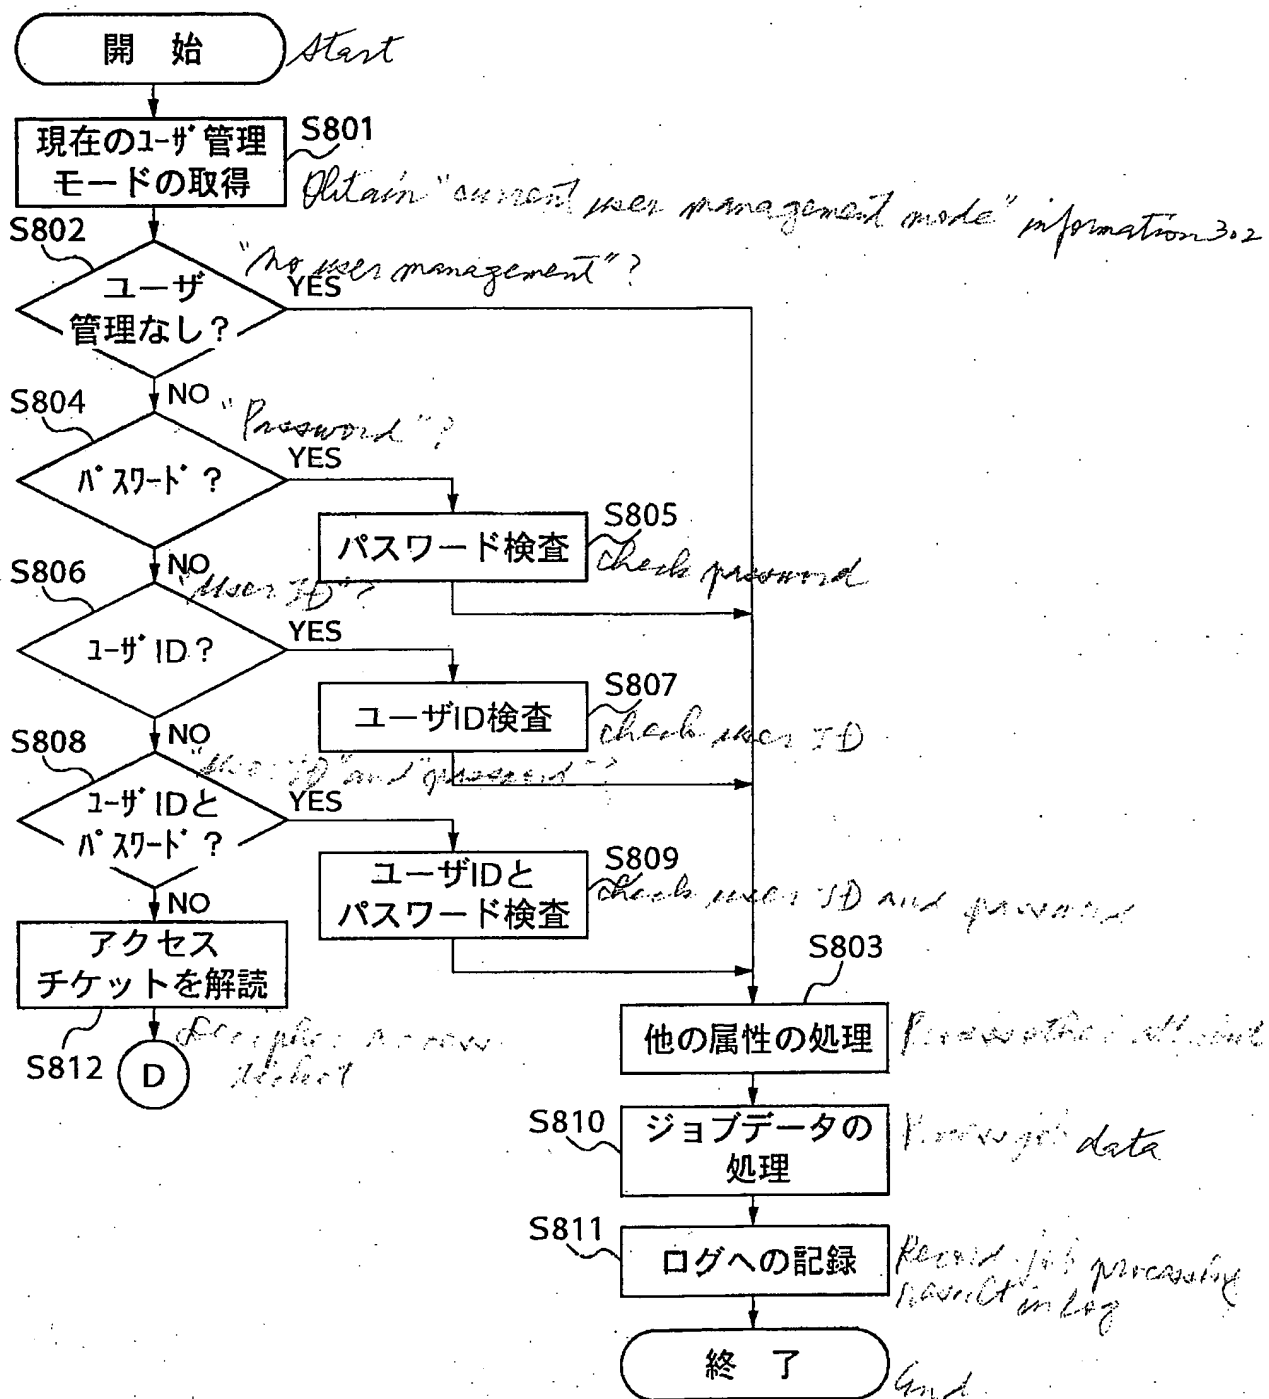 開 始
Start
現在のユーザ管理
モードの取得
S801
Obtain "current user management mode" information 302
S802
"No user management"?
ユーザ
管理なし?
YES
NO
S804
"Password"?
パスワード?
YES
S805
パスワード検査
check password
NO
S806
"User ID"?
ユーザID?
YES
S807
ユーザID検査
check user ID
NO
S808
"User ID" and "password"?
ユーザIDと
パスワード?
YES
S809
ユーザIDと
パスワード検査
check user ID and password
NO
アクセス
チケットを解読
S812
Decipher access
ticket
D
S803
他の属性の処理
Process other
S810
ジョブデータの
処理
Process job data
S811
ログへの記録
Record job processing
result in log
終 了
End